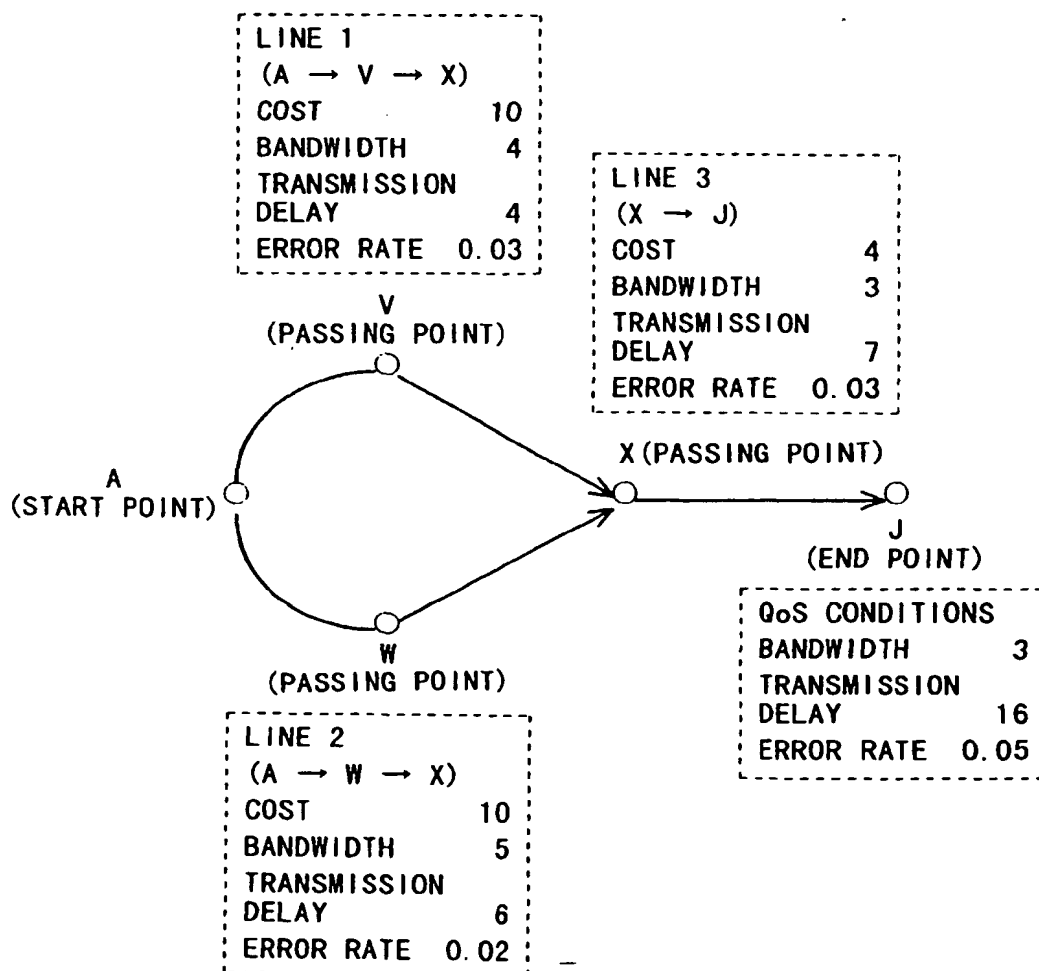 LINE 1
(A → V → X)
COST 10
BANDWIDTH 4
TRANSMISSION
DELAY 4
ERROR RATE 0.03
LINE 3
(X → J)
COST 4
BANDWIDTH 3
TRANSMISSION
DELAY 7
ERROR RATE 0.03
V
(PASSING POINT)
X(PASSING POINT)
A
(START POINT)
J
(END POINT)
W
(PASSING POINT)
QoS CONDITIONS
BANDWIDTH 3
TRANSMISSION
DELAY 16
ERROR RATE 0.05
LINE 2
(A → W → X)
COST 10
BANDWIDTH 5
TRANSMISSION
DELAY 6
ERROR RATE 0.02